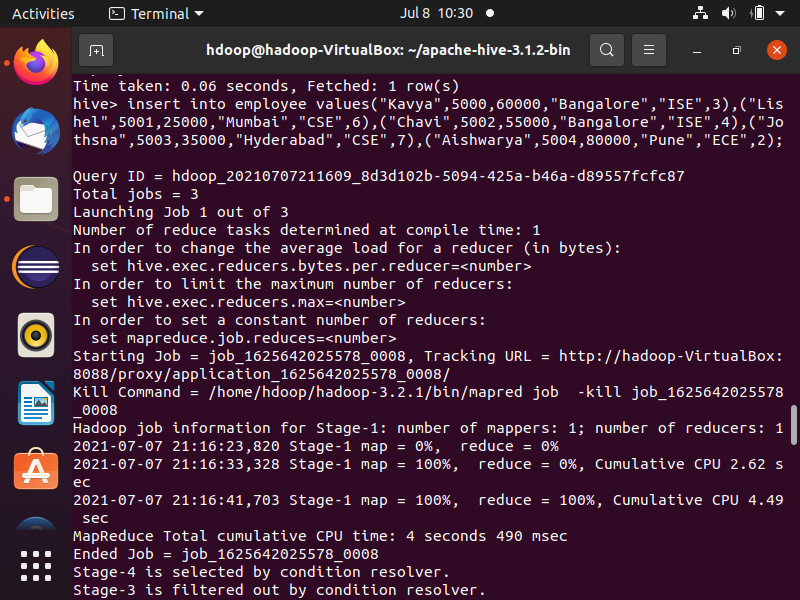 Activities
Terminal
Jul 8 10:30
hdoop@hadoop-VirtualBox: ~/apache-hive-3.1.2-bin
Time taken: 0.06 seconds, Fetched: 1 row(s)
hive> insert into employee values("Kavya",5000,60000,"Bangalore","ISE",3),("Lis
hel",5001,25000,"Mumbai","CSE",6),("Chavi",5002,55000,"Bangalore","ISE",4),("Jo
thsna",5003,35000,"Hyderabad","CSE",7),("Aishwarya",5004,80000,"Pune","ECE",2);
Query ID = hdoop_20210707211609_8d3d102b-5094-425a-b46a-d89557fcfc87
Total jobs = 3
Launching Job 1 out of 3
Number of reduce tasks determined at compile time: 1
In order to change the average load for a reducer (in bytes):
  set hive.exec.reducers.bytes.per.reducer=<number>
In order to limit the maximum number of reducers:
  set hive.exec.reducers.max=<number>
In order to set a constant number of reducers:
  set mapreduce.job.reduces=<number>
Starting Job = job_1625642025578_0008, Tracking URL = http://hadoop-VirtualBox:
8088/proxy/application_1625642025578_0008/
Kill Command = /home/hdoop/hadoop-3.2.1/bin/mapred job  -kill job_1625642025578
_0008
Hadoop job information for Stage-1: number of mappers: 1; number of reducers: 1
2021-07-07 21:16:23,820 Stage-1 map = 0%,  reduce = 0%
2021-07-07 21:16:33,328 Stage-1 map = 100%,  reduce = 0%, Cumulative CPU 2.62 s
ec
2021-07-07 21:16:41,703 Stage-1 map = 100%,  reduce = 100%, Cumulative CPU 4.49
 sec
MapReduce Total cumulative CPU time: 4 seconds 490 msec
Ended Job = job_1625642025578_0008
Stage-4 is selected by condition resolver.
Stage-3 is filtered out by condition resolver.